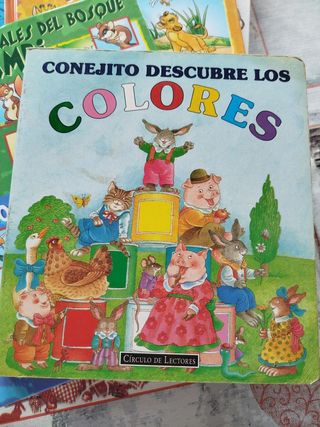 ALES DEL BOSQUE
CONEJITO DESCUBRE LOS
COLORES
CÍRCULO DE LECTORES